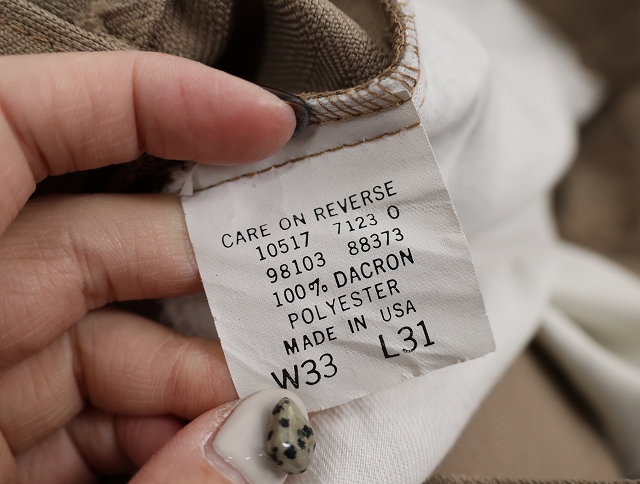 CARE ON REVERSE
10517 7123 0
98103 88373
100% DACRON
POLYESTER
MADE IN USA
W33 L31